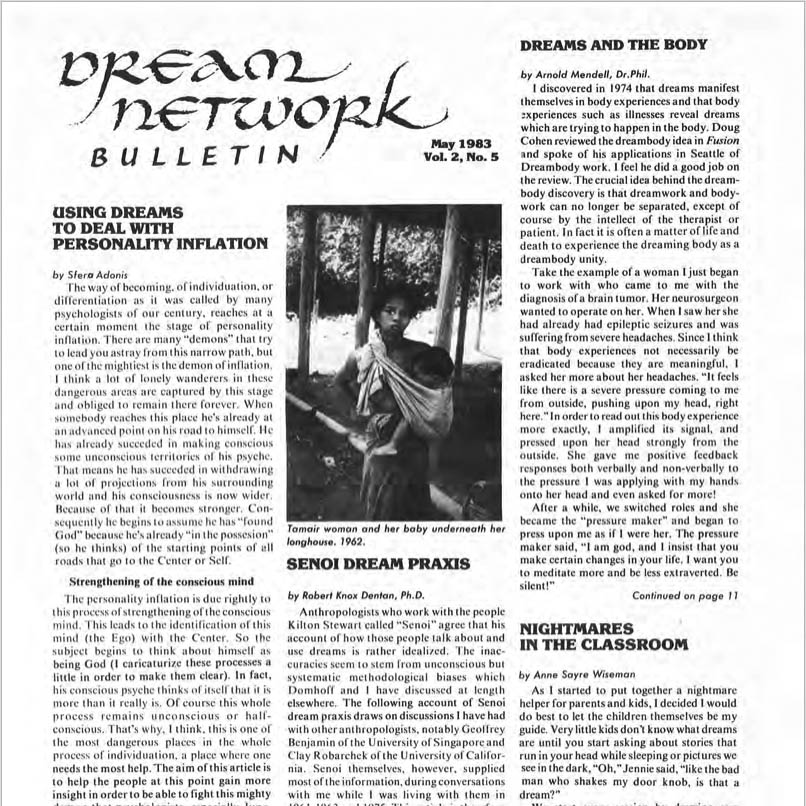 DREAM
NETWORK
BULLETIN
May 1983
Vol. 2, No. 5
USING DREAMS
TO DEAL WITH
PERSONALITY INFLATION
by Sfera Adonis
The way of becoming, of individuation, or
differentiation as it was called by many
psychologists of our century, reaches at a
certain moment the stage of personality
inflation. There are many "demons" that try
to lead you astray from this narrow path, but
one of the mightiest is the demon of inflation.
I think a lot of lonely wanderers in these
dangerous areas are captured by this stage
and obliged to remain there forever. When
somebody reaches this place he's already at
an advanced point on his road to himself. He
has already succeded in making conscious
some unconscious territories of his psyche.
That means he has succeded in withdrawing
a lot of projections from his surrounding
world and his consciousness is now wider.
Because of that it becomes stronger. Con-
sequently he begins to assume he has "found
God" because he's already "in the possesion"
(so he thinks) of the starting points of all
roads that go to the Center or Self.
Strengthening of the conscious mind
The personality inflation is due rightly to
this process of strengthening of the conscious
mind. This leads to the identification of this
mind (the Ego) with the Center. So the
subject begins to think about himself as
being God (I caricaturize these processes a
little in order to make them clear). In fact,
his conscious psyche thinks of itself that it is
more than it really is. Of course this whole
process remains unconscious or half-
conscious. That's why, I think, this is one of
the most dangerous places in the whole
process of individuation, a place where one
needs the most help. The aim of this article is
to help the people at this point gain more
insight in order to be able to fight this mighty
Tamair woman and her baby underneath her
longhouse. 1962.
SENOI DREAM PRAXIS
by Robert Knox Dentan, Ph.D.
Anthropologists who work with the people
Kilton Stewart called "Senoi" agree that his
account of how those people talk about and
use dreams is rather idealized. The inac-
curacies seem to stem from unconscious but
systematic methodological biases which
Domhoff and I have discussed at length
elsewhere. The following account of Senoi
dream praxis draws on discussions I have had
with other anthropologists, notably Geoffrey
Benjamin of the University of Singapore and
Clay Robarchek of the University of Califor-
nia. Senoi themselves, however, supplied
most of the information, during conversations
with me while I was living with them in
DREAMS AND THE BODY
by Arnold Mendell, Dr.Phil.
I discovered in 1974 that dreams manifest
themselves in body experiences and that body
experiences such as illnesses reveal dreams
which are trying to happen in the body. Doug
Cohen reviewed the dreambody idea in Fusion
and spoke of his applications in Seattle of
Dreambody work. I feel he did a good job on
the review. The crucial idea behind the dream-
body discovery is that dreamwork and body-
work can no longer be separated, except of
course by the intellect of the therapist or
patient. In fact it is often a matter of life and
death to experience the dreaming body as a
dreambody unity.
Take the example of a woman I just began
to work with who came to me with the
diagnosis of a brain tumor. Her neurosurgeon
wanted to operate on her. When I saw her she
had already had epileptic seizures and was
suffering from severe headaches. Since I think
that body experiences not necessarily be
eradicated because they are meaningful, I
asked her more about her headaches. "It feels
like there is a severe pressure coming to me
from outside, pushing upon my head, right
here." In order to read out this body experience
more exactly, I amplified its signal, and
pressed upon her head strongly from the
outside. She gave me positive feedback
responses both verbally and non-verbally to
the pressure I was applying with my hands
onto her head and even asked for more!
After a while, we switched roles and she
became the "pressure maker" and began to
press upon me as if I were her. The pressure
maker said, "I am god, and I insist that you
make certain changes in your life. I want you
to meditate more and be less extraverted. Be
silent!"
Continued on page 11
NIGHTMARES
IN THE CLASSROOM
by Anne Sayre Wiseman
As I started to put together a nightmare
helper for parents and kids, I decided I would
do best to let the children themselves be my
guide. Very little kids don't know what dreams
are until you start asking about stories that
run in your head while sleeping or pictures we
see in the dark, "Oh," Jennie said, "like the bad
man who shakes my door knob, is that a
dream?"